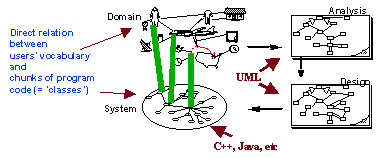 Domain
Analysis
Direct relation
between
users' vocabulary
and
chunks of program
code (= 'classes')
UML
Design
System
C++, Java, etc